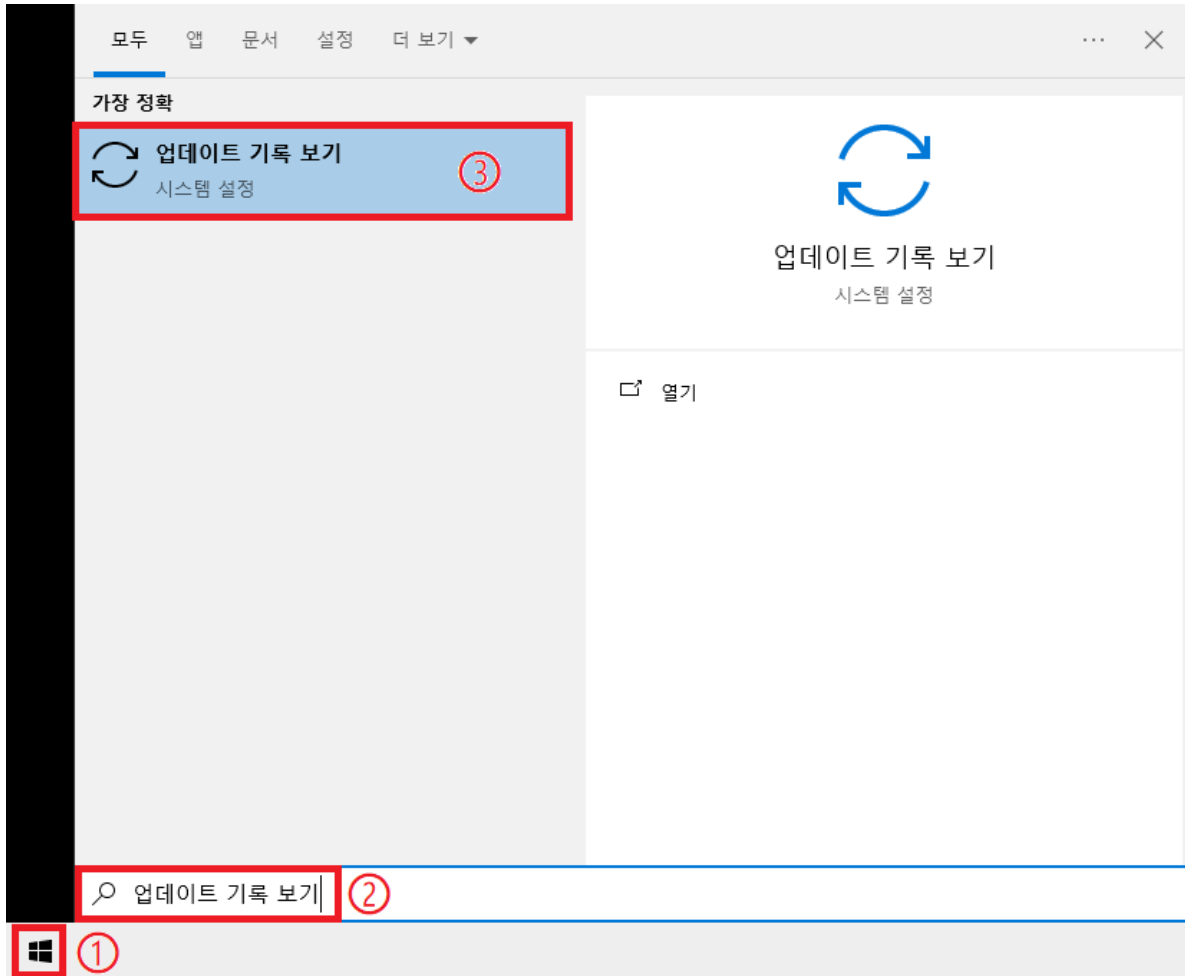 모두 앱 문서 설정 더 보기
가장 정확
업데이트 기록 보기
시스템 설정
③
업데이트 기록 보기
시스템 설정
열기
업데이트 기록 보기 ②
①